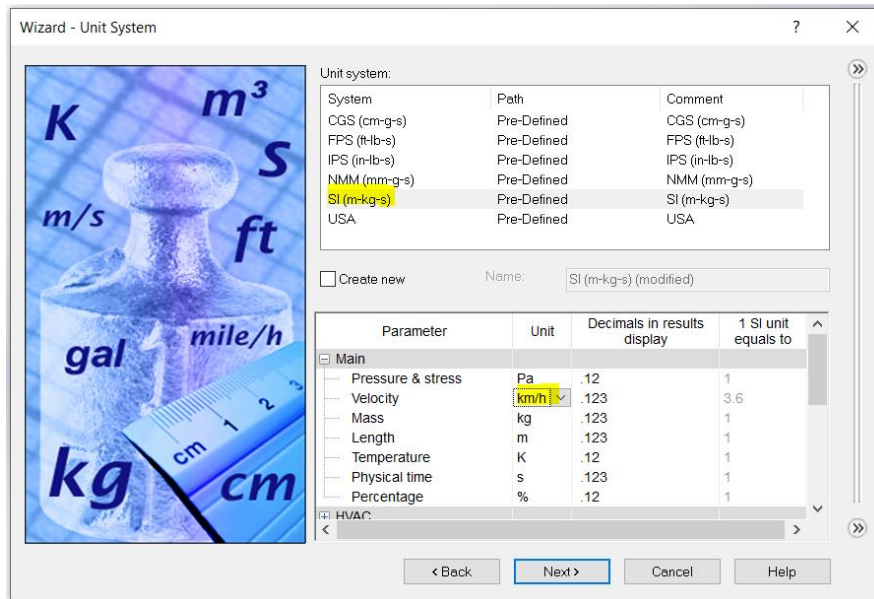 Wizard - Unit System
?
K
m³
S
m/s
ft
gal
mile/h
cm 1 2 3
kg
cm
Unit system:
System Path Comment
CGS (cm-g-s) Pre-Defined CGS (cm-g-s)
FPS (ft-lb-s) Pre-Defined FPS (ft-lb-s)
IPS (in-lb-s) Pre-Defined IPS (in-lb-s)
NMM (mm-g-s) Pre-Defined NMM (mm-g-s)
SI (m-kg-s) Pre-Defined SI (m-kg-s)
USA Pre-Defined USA
Create new Name: SI (m-kg-s) (modified)
Parameter Unit Decimals in results display 1 SI unit equals to
Main
Pressure & stress Pa .12 1
Velocity km/h .123 3.6
Mass kg .123 1
Length m .123 1
Temperature K .12 1
Physical time s .123 1
Percentage % .12 1
HVAC
< Back Next > Cancel Help